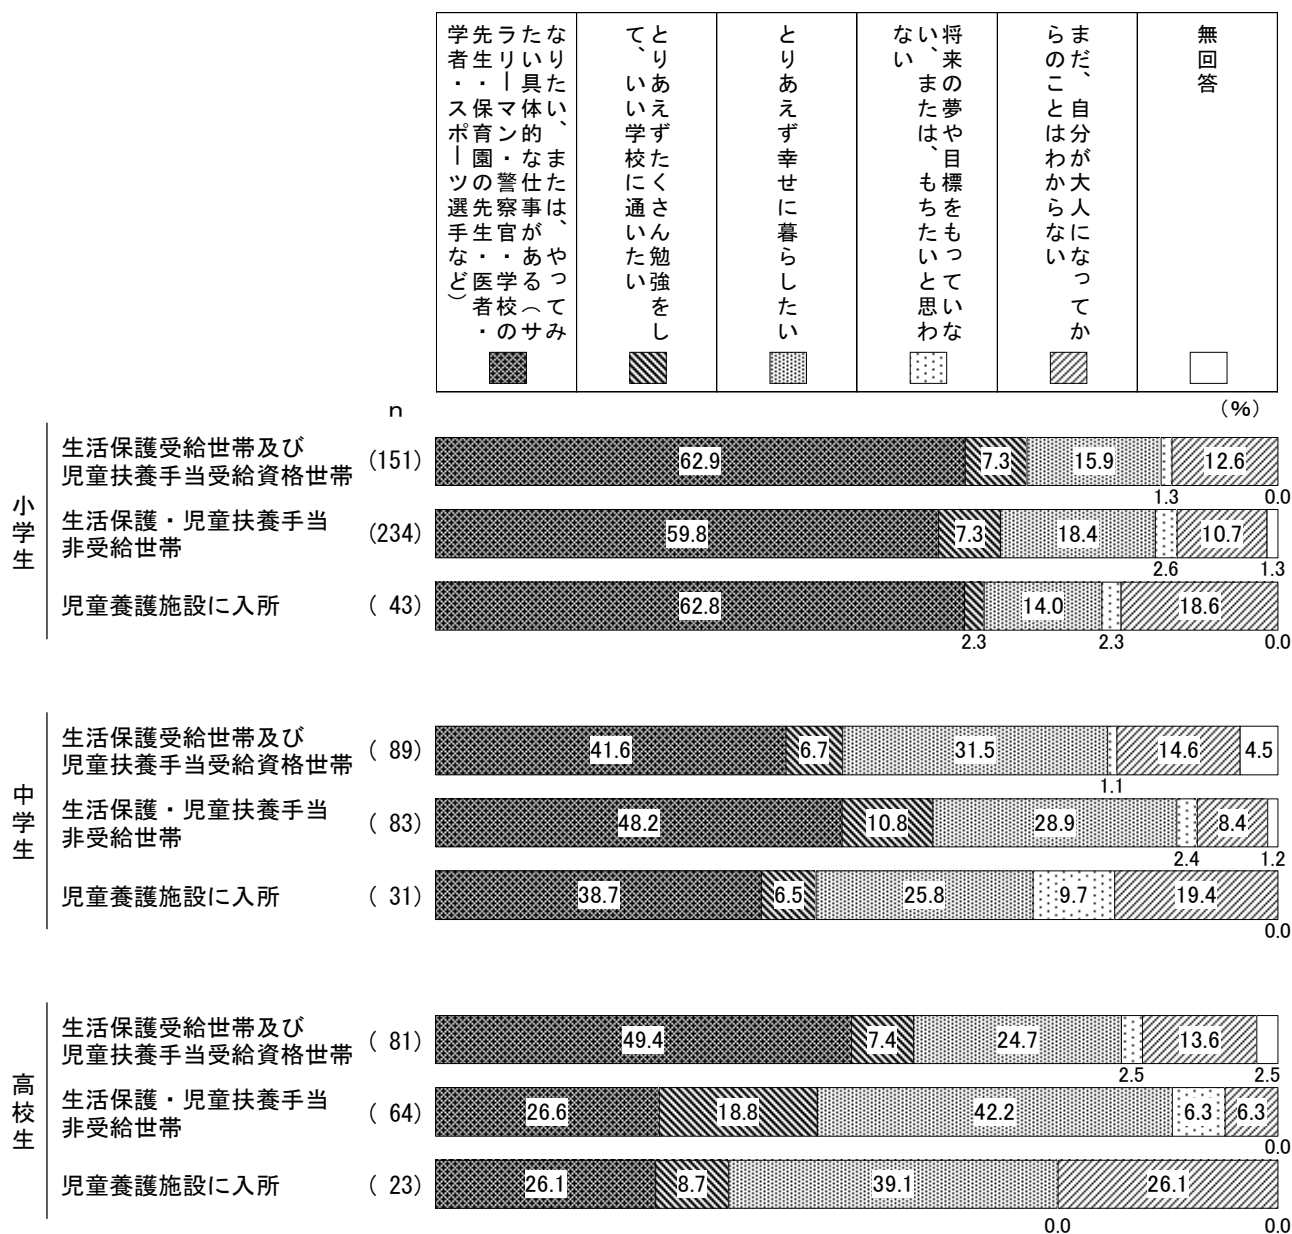 なりたい、または、やってみ
たい具体的な仕事がある（サ
ラリーマン・警察官・学校の
先生・保育園の先生・医者・
学者・スポーツ選手など）
とりあえずたくさん勉強をし
て、いい学校に通いたい
とりあえず幸せに暮らしたい
将来の夢や目標をもっていな
い、または、もちたいと思わ
ない
まだ、自分が大人になってか
らのことはわからない
無回答
n
（%）
小学生
生活保護受給世帯及び
児童扶養手当受給資格世帯
(151)
62.9
7.3
15.9
1.3
12.6
0.0
生活保護・児童扶養手当
非受給世帯
(234)
59.8
7.3
18.4
2.6
10.7
1.3
児童養護施設に入所
( 43)
62.8
2.3
14.0
2.3
18.6
0.0
中学生
生活保護受給世帯及び
児童扶養手当受給資格世帯
( 89)
41.6
6.7
31.5
1.1
14.6
4.5
生活保護・児童扶養手当
非受給世帯
( 83)
48.2
10.8
28.9
2.4
8.4
1.2
児童養護施設に入所
( 31)
38.7
6.5
25.8
9.7
19.4
0.0
高校生
生活保護受給世帯及び
児童扶養手当受給資格世帯
( 81)
49.4
7.4
24.7
2.5
13.6
2.5
生活保護・児童扶養手当
非受給世帯
( 64)
26.6
18.8
42.2
6.3
6.3
0.0
児童養護施設に入所
( 23)
26.1
8.7
39.1
0.0
26.1
0.0